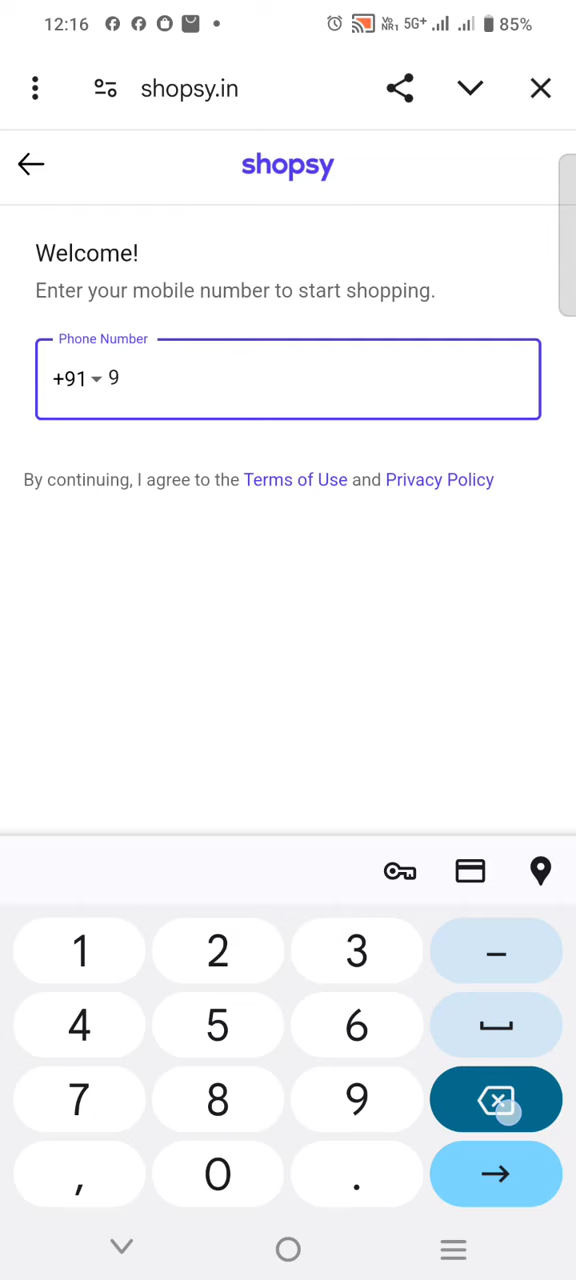 12:16 VoNR1 5G+ 85%
shopsy.in
shopsy
Welcome!
Enter your mobile number to start shopping.
Phone Number
+91 9
By continuing, I agree to the Terms of Use and Privacy Policy
1 2 3 –
4 5 6
7 8 9
, 0 .